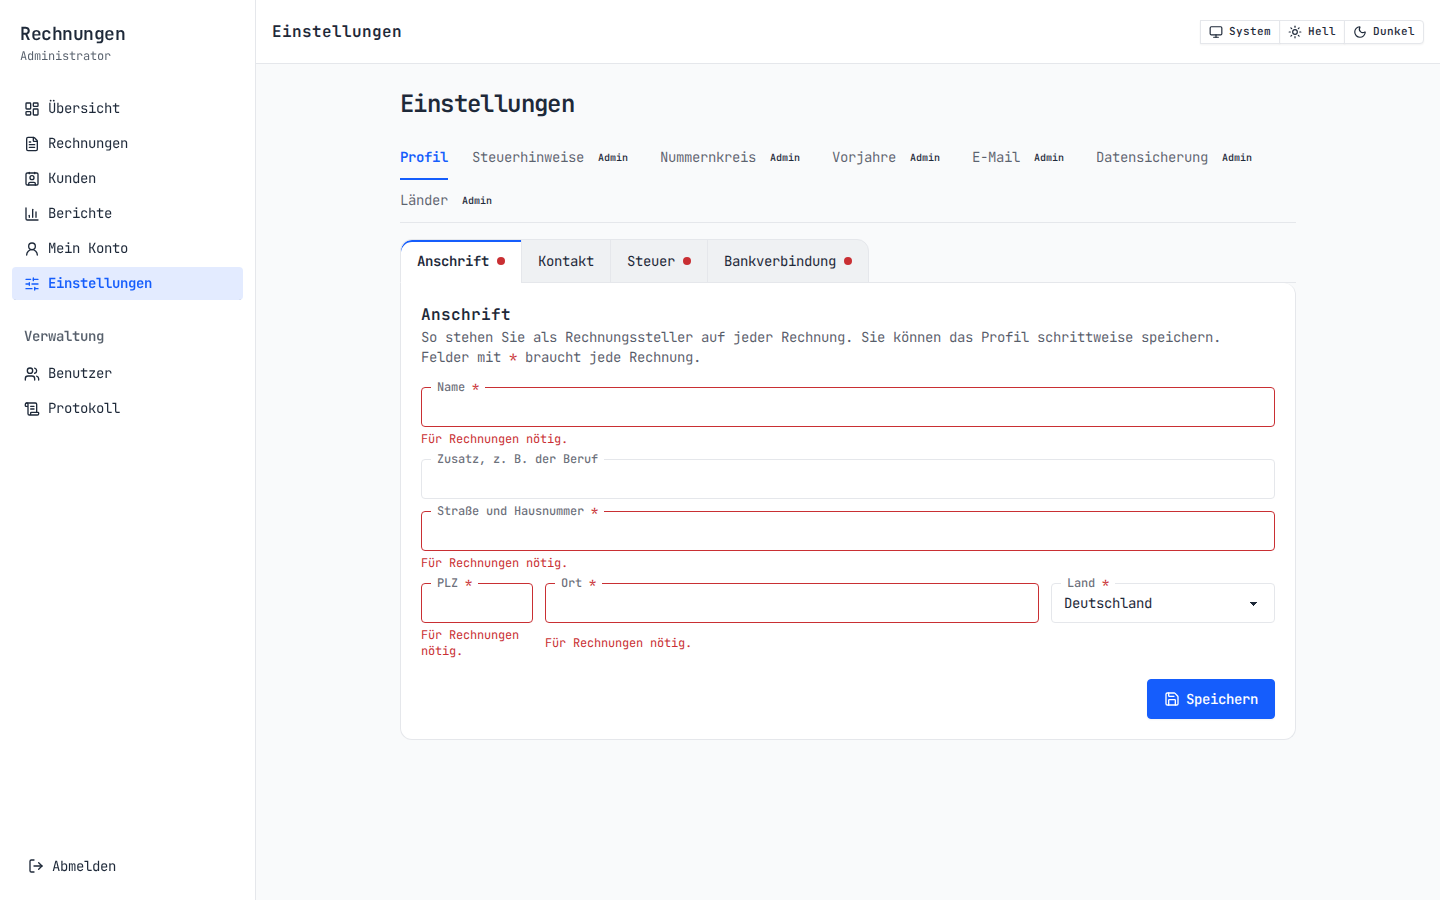 Rechnungen
Administrator
Übersicht
Rechnungen
Kunden
Berichte
Mein Konto
Einstellungen
Verwaltung
Benutzer
Protokoll
Abmelden
Einstellungen
System Hell Dunkel
Einstellungen
Profil Steuerhinweise Admin Nummernkreis Admin Vorjahre Admin E-Mail Admin Datensicherung Admin
Länder Admin
Anschrift Kontakt Steuer Bankverbindung
Anschrift
So stehen Sie als Rechnungssteller auf jeder Rechnung. Sie können das Profil schrittweise speichern.
Felder mit * braucht jede Rechnung.
Name *
Für Rechnungen nötig.
Zusatz, z. B. der Beruf
Straße und Hausnummer *
Für Rechnungen nötig.
PLZ * Ort * Land *
Deutschland
Für Rechnungen nötig. Für Rechnungen nötig.
Speichern